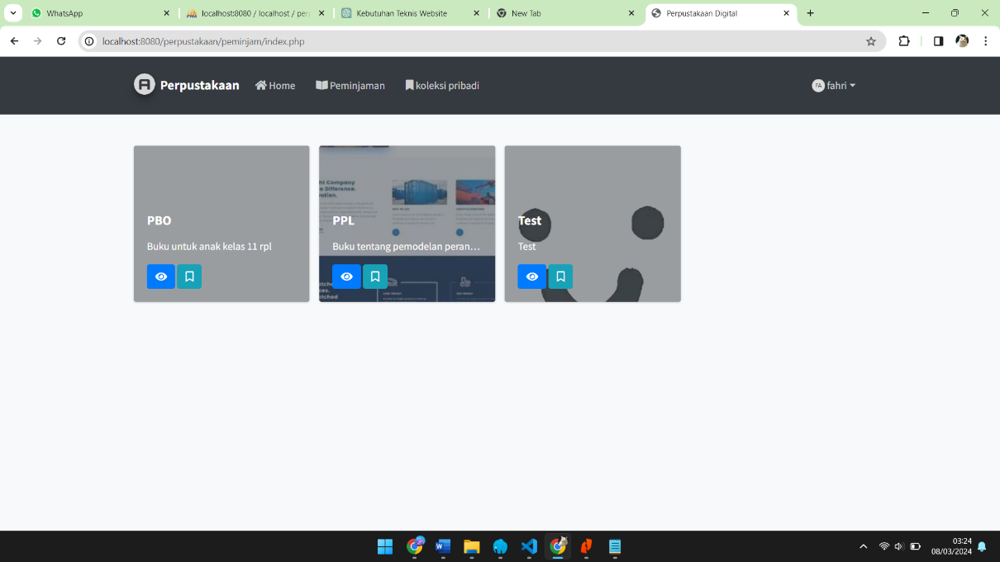 WhatsApp
localhost:8080 / localhost / per
Kebutuhan Teknis Website
New Tab
Perpustakaan Digital
localhost:8080/perpustakaan/peminjam/index.php
Perpustakaan
Home
Peminjaman
koleksi pribadi
FA
fahri
PBO
Buku untuk anak kelas 11 rpl
PPL
Buku tentang pemodelan peran...
Test
Test
03:24
08/03/2024